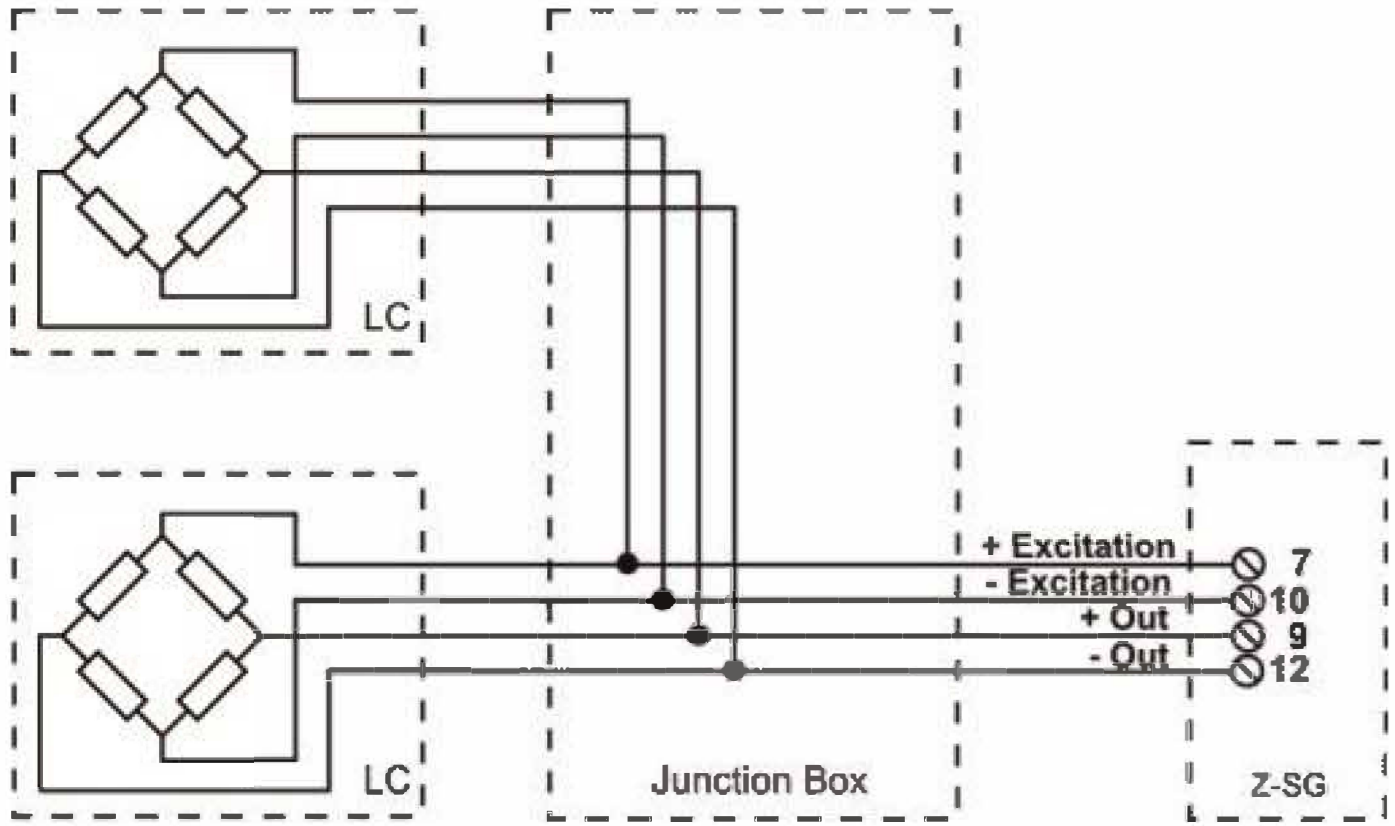 LC
+ Excitation
7
- Excitation
10
+ Out
9
- Out
12
LC
Junction Box
Z-SG